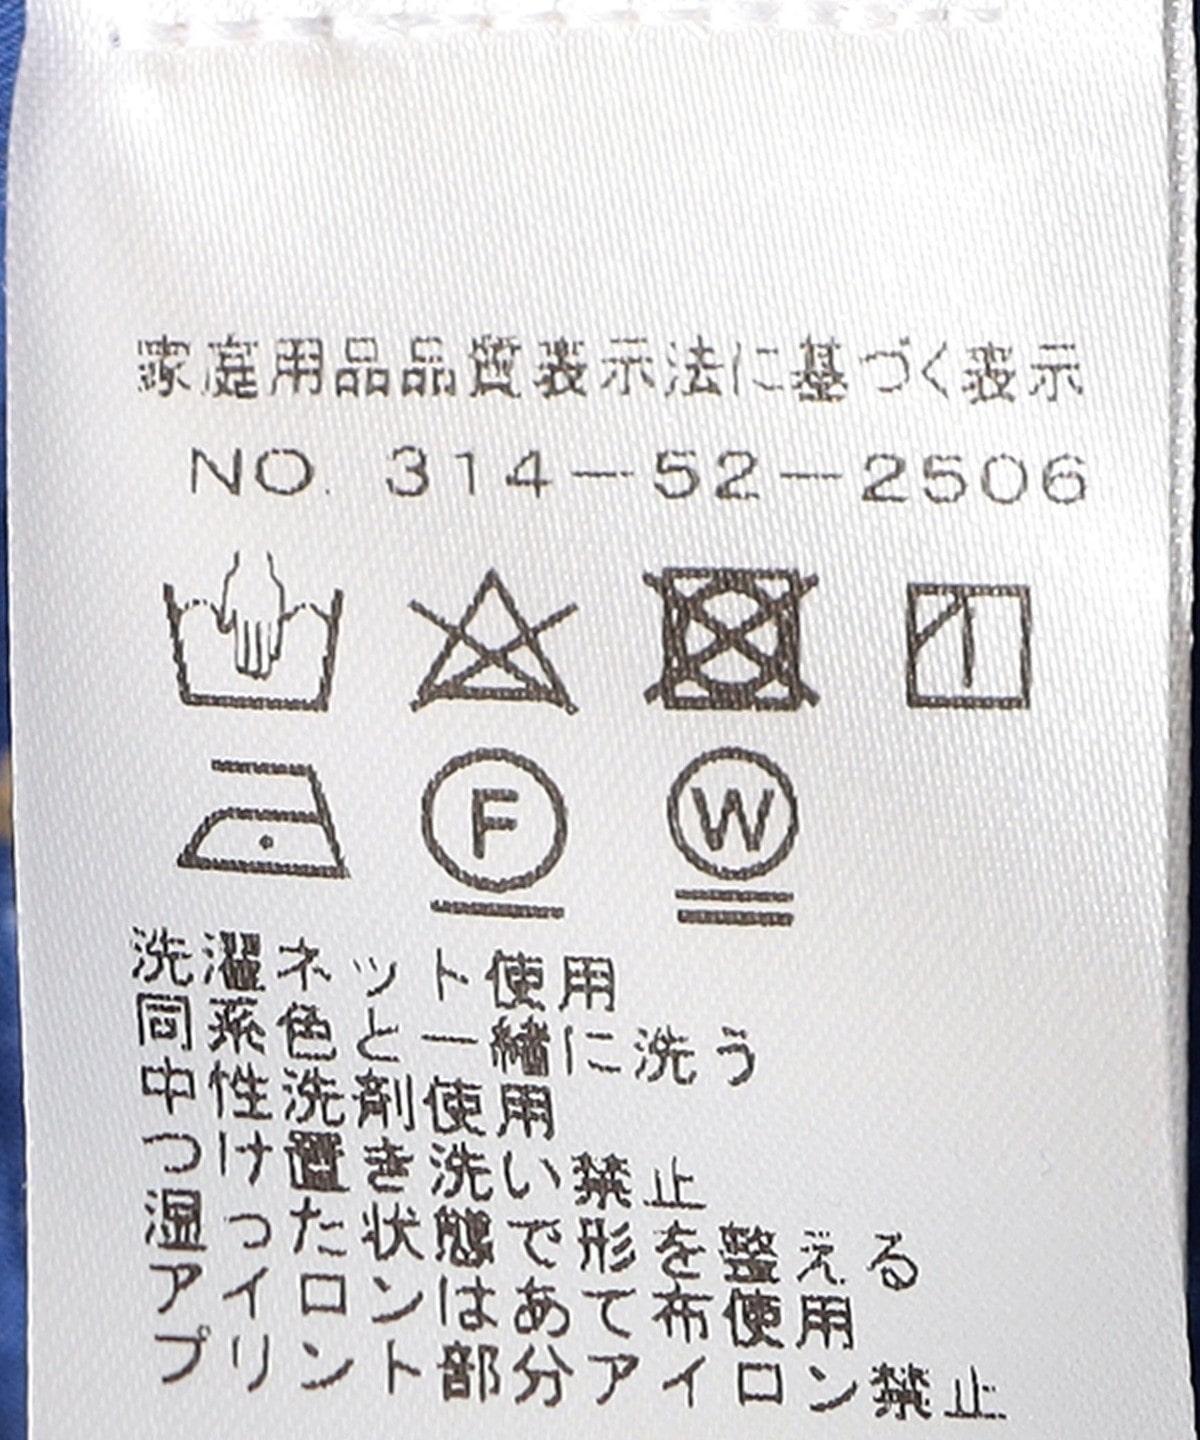 家庭用品品質表示法に基づく表示
NO. 314-52-2506
F
W
洗濯ネット使用
同系色と一緒に洗う
中性洗剤使用
つけ置き洗い禁止
湿った状態で形を整える
アイロンはあて布使用
プリント部分アイロン禁止